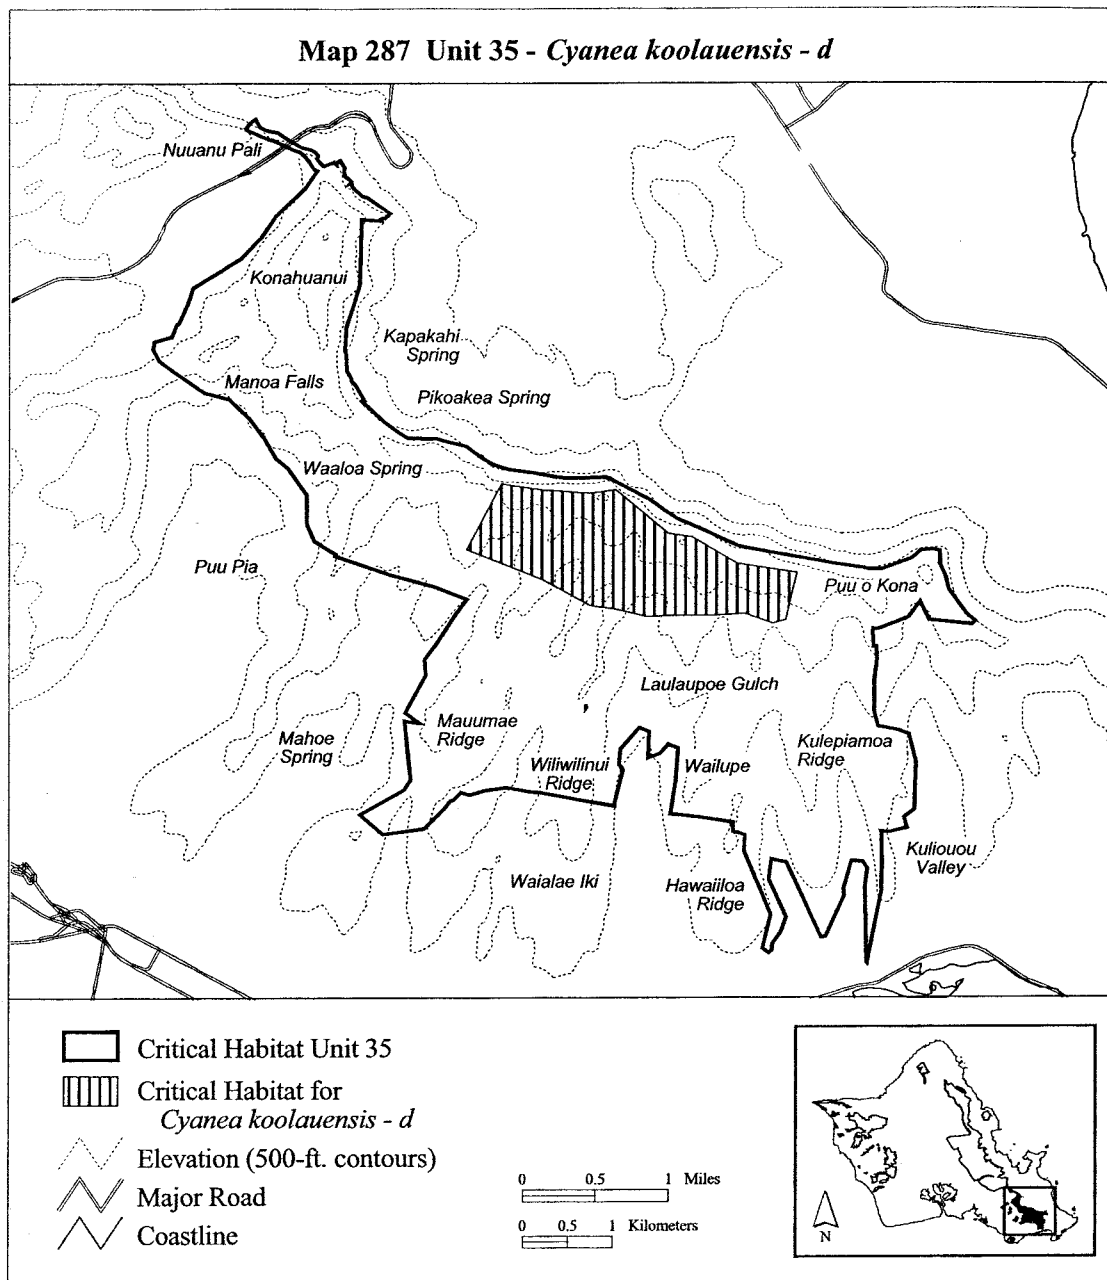 Map 287  Unit 35 - Cyanea koolauensis - d
Nuuanu Pali
Konahuanui
Kapakahi
Spring
Manoa Falls
Pikoakea Spring
Waaloa Spring
Puu Pia
Puu o Kona
Laulaupoe Gulch
Mahoe
Spring
Mauumae
Ridge
Wiliwilinui
Ridge
Wailupe
Kulepiamoa
Ridge
Kuliouou
Valley
Waialae Iki
Hawaiiloa
Ridge
Critical Habitat Unit 35
Critical Habitat for
Cyanea koolauensis - d
Elevation (500-ft. contours)
Major Road
Coastline
0 0.5 1 Miles
0 0.5 1 Kilometers
N